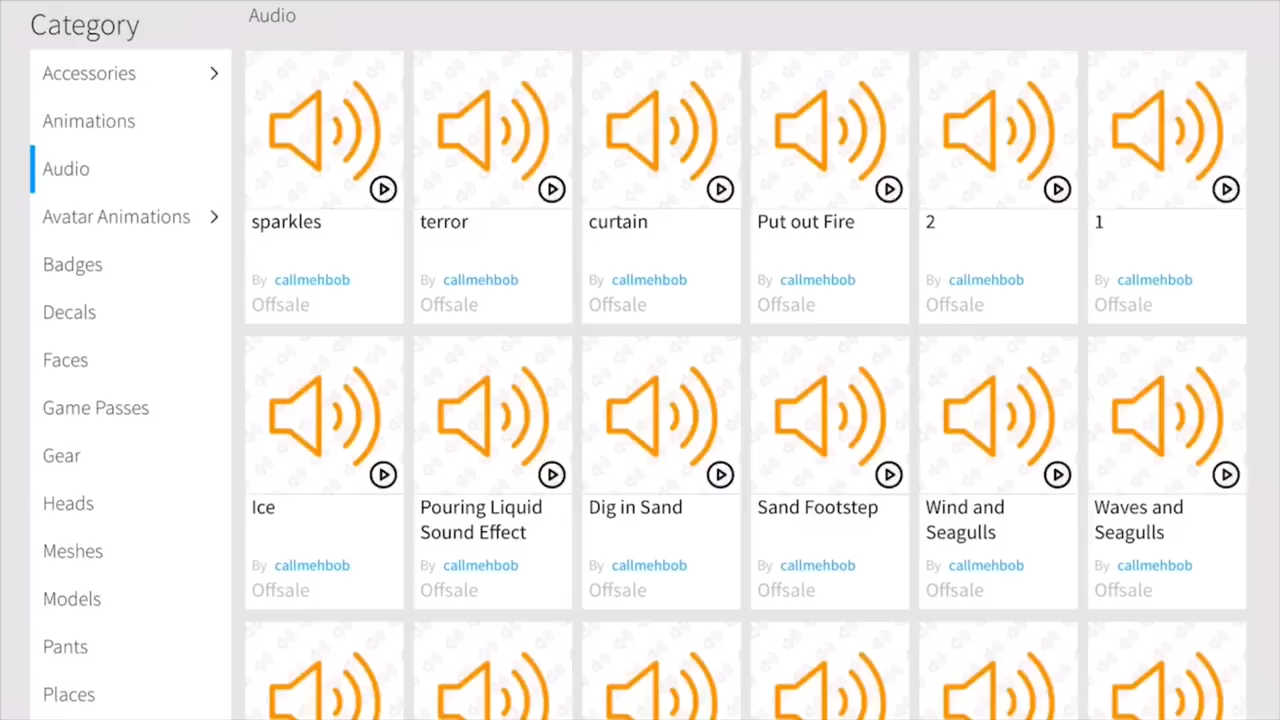 Category
Accessories
Animations
Audio
Avatar Animations
Badges
Decals
Faces
Game Passes
Gear
Heads
Meshes
Models
Pants
Places
Audio
sparkles
By callmehbob
Offsale
terror
By callmehbob
Offsale
curtain
By callmehbob
Offsale
Put out Fire
By callmehbob
Offsale
2
By callmehbob
Offsale
1
By callmehbob
Offsale
Ice
By callmehbob
Offsale
Pouring Liquid
Sound Effect
By callmehbob
Offsale
Dig in Sand
By callmehbob
Offsale
Sand Footstep
By callmehbob
Offsale
Wind and
Seagulls
By callmehbob
Offsale
Waves and
Seagulls
By callmehbob
Offsale